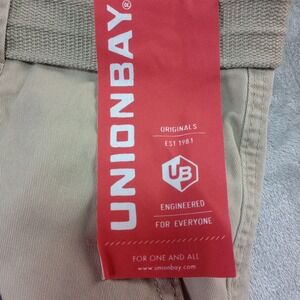 UNIONBAY®
ORIGINALS
EST 1981
UB
ENGINEERED
FOR EVERYONE
FOR ONE AND ALL
www.unionbay.com